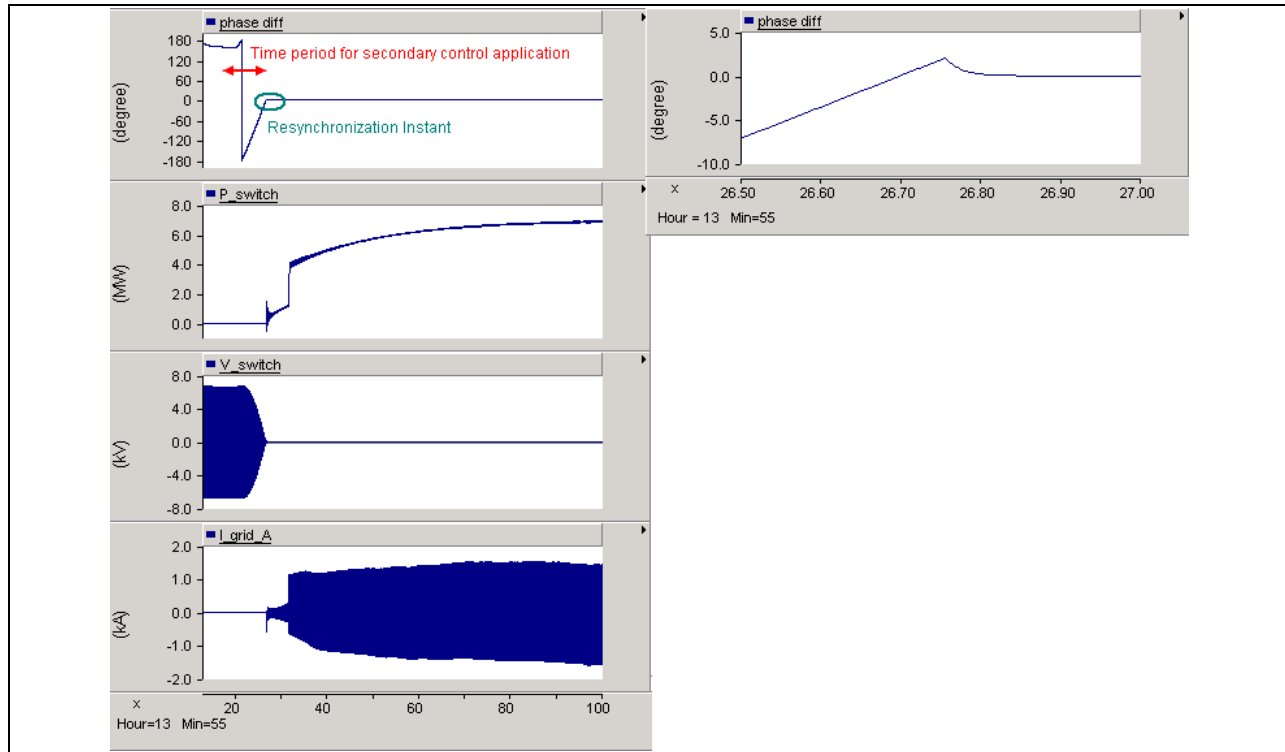 phase diff
180
120
60
0
-60
-120
-180
(degree)
Time period for secondary control application
Resynchronization Instant
P_switch
8.0
6.0
4.0
2.0
0.0
(MW)
V_switch
8.0
4.0
0.0
-4.0
-8.0
(kV)
I_grid_A
2.0
1.0
0.0
-1.0
-2.0
(kA)
x 20 40 60 80 100
Hour=13 Min=55
phase diff
5.0
0.0
-5.0
-10.0
(degree)
x 26.50 26.60 26.70 26.80 26.90 27.00
Hour = 13 Min=55